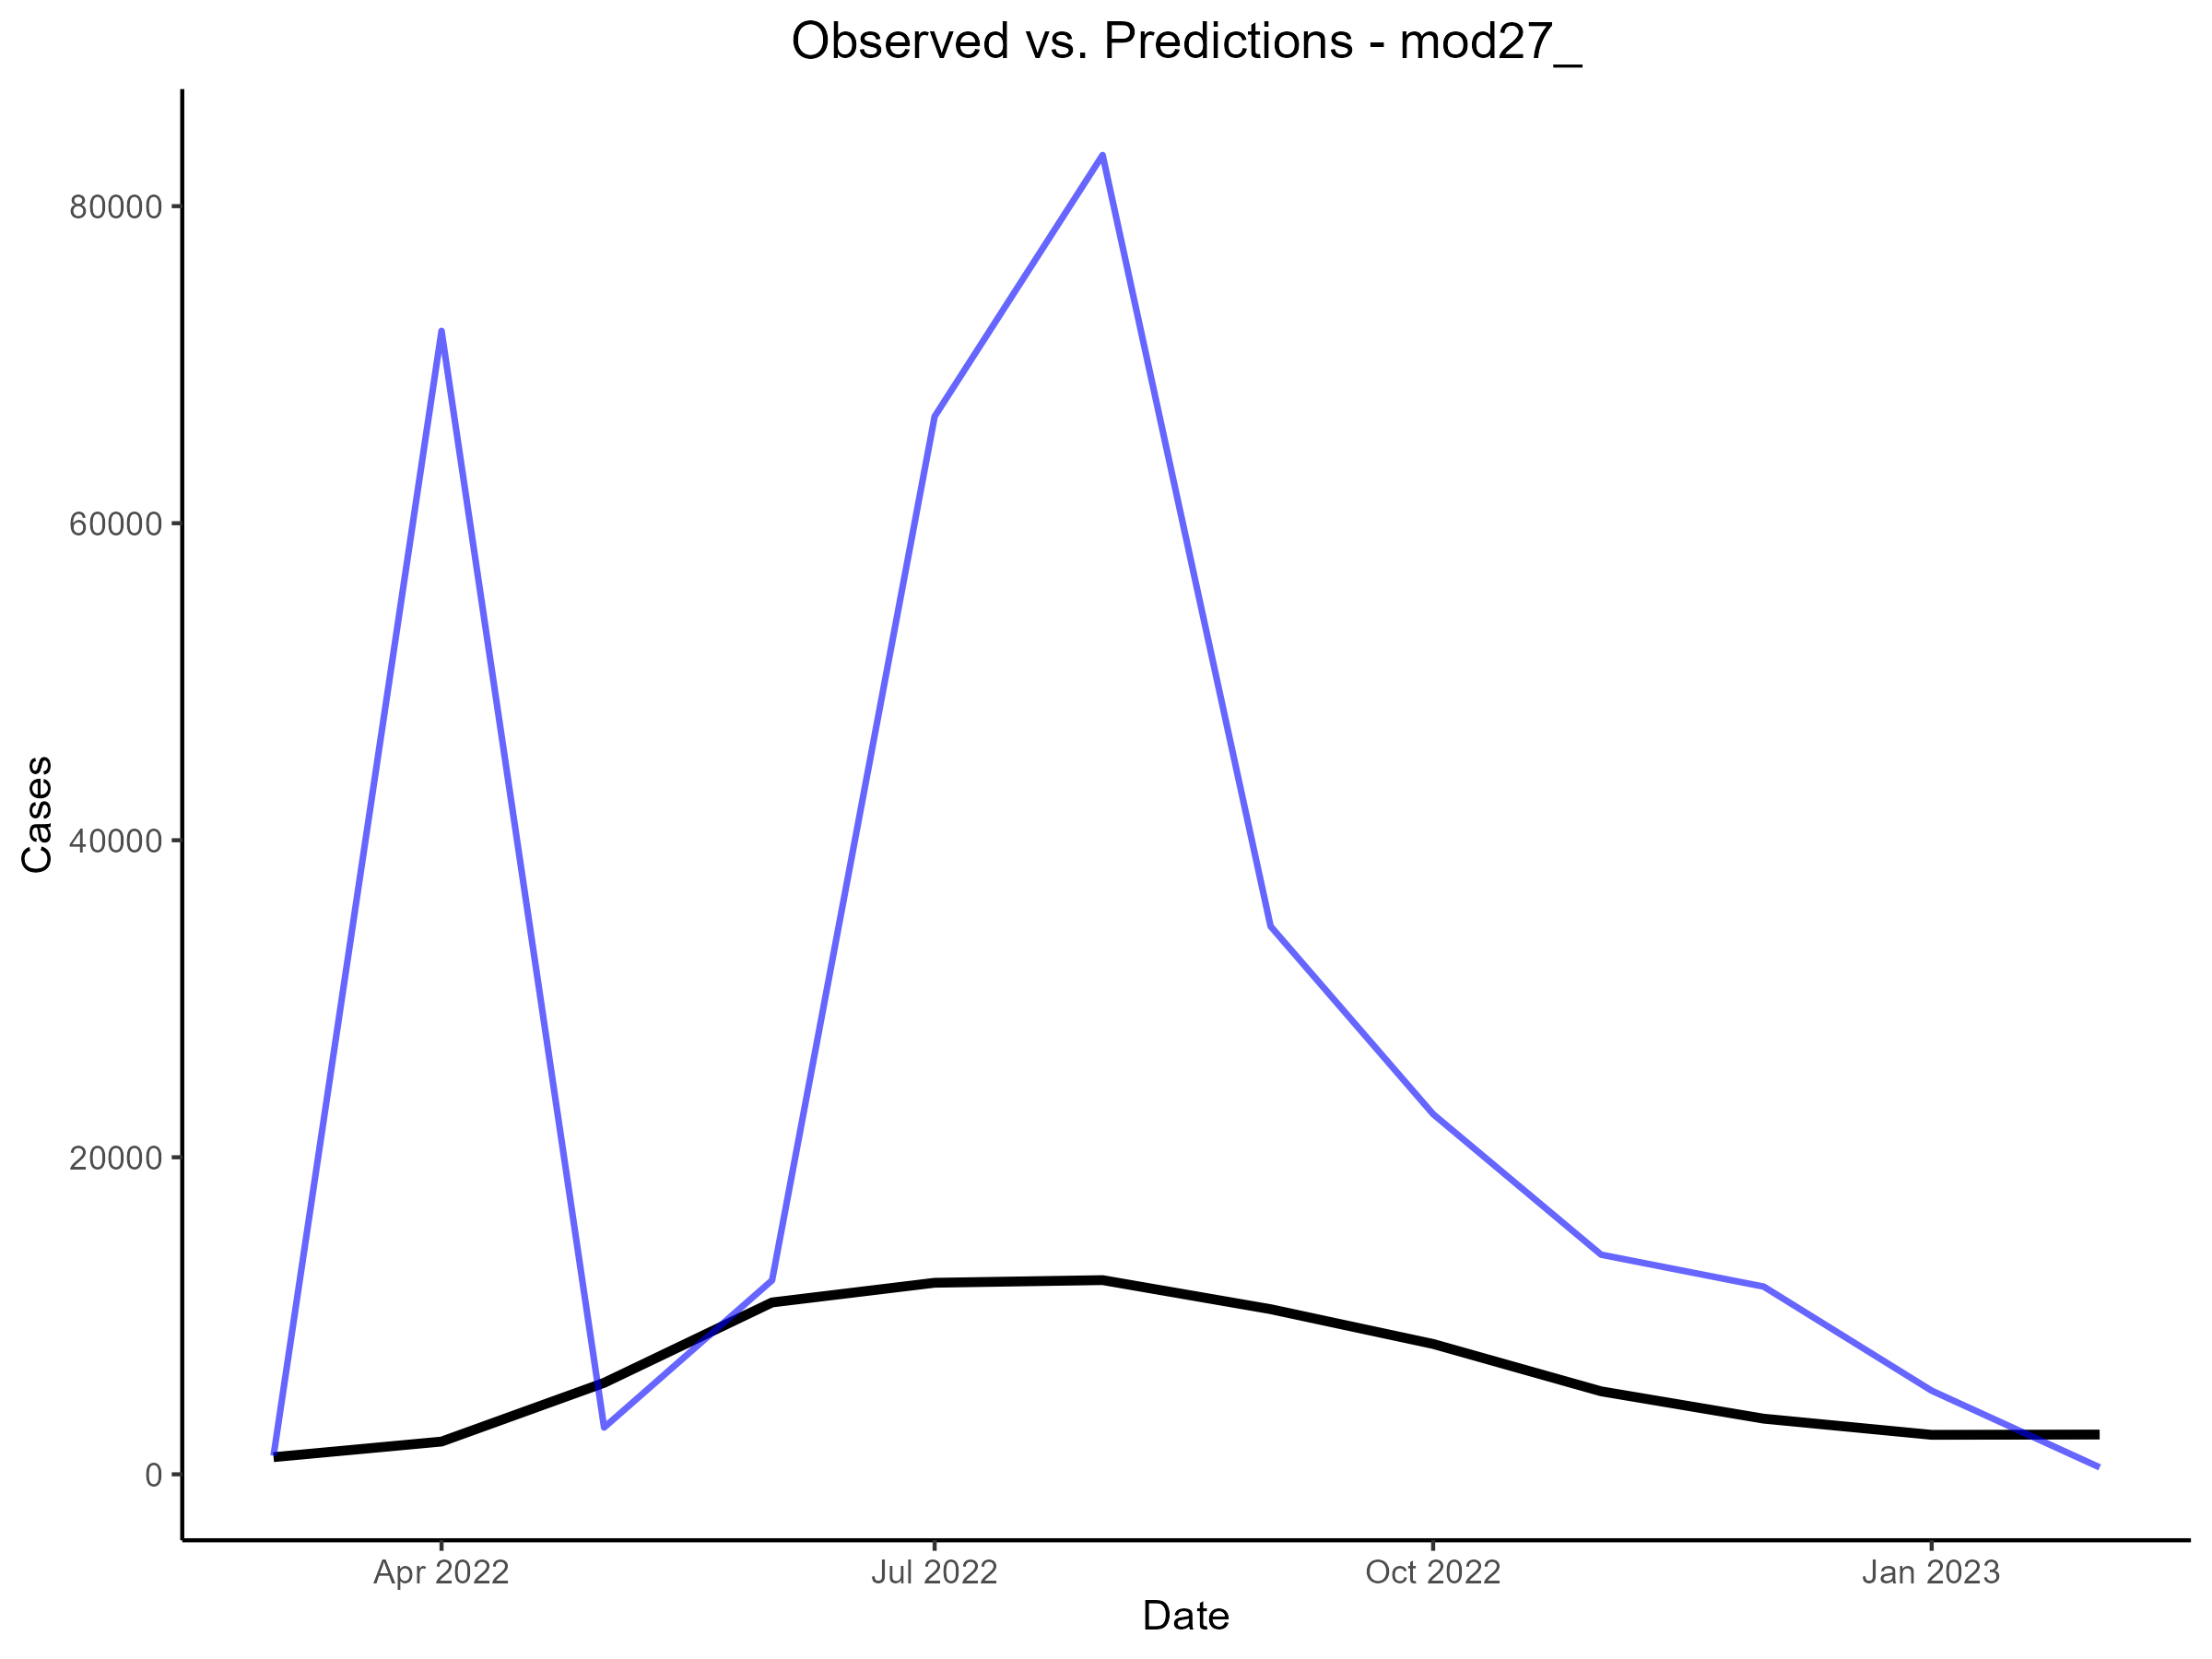 Observed vs. Predictions - mod27_
80000
60000
40000
20000
0
Cases
Apr 2022
Jul 2022
Oct 2022
Jan 2023
Date